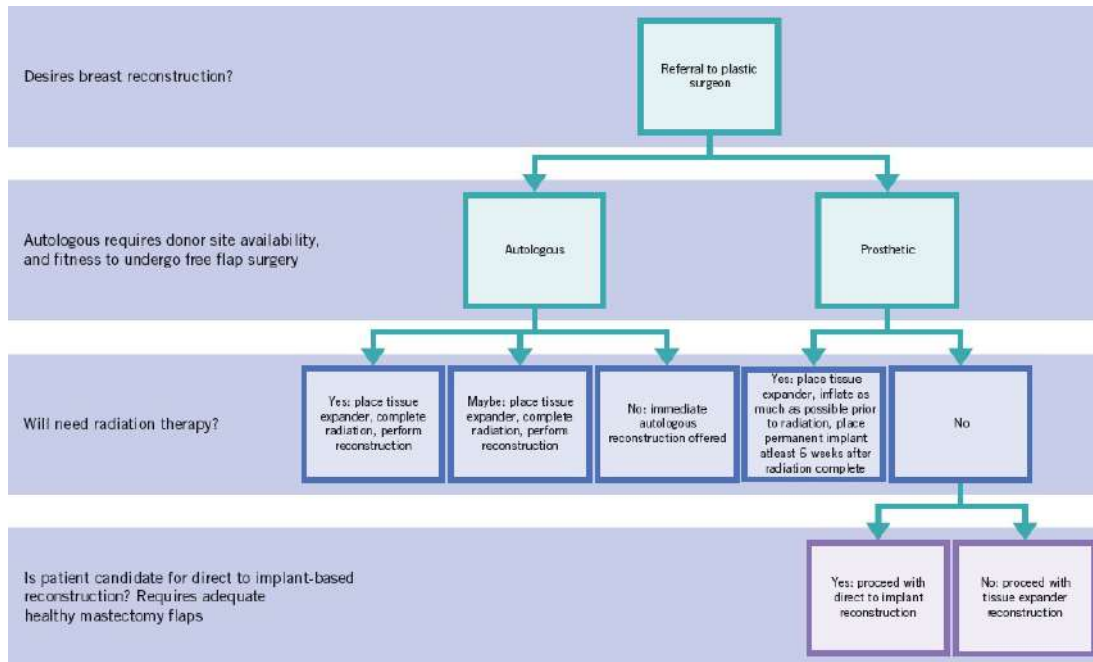 Desires breast reconstruction?
Referral to plastic
surgeon
Autologous requires donor site availability,
and fitness to undergo free flap surgery
Autologous
Prosthetic
Will need radiation therapy?
Yes: place tissue
expander, complete
radiation, perform
reconstruction
Maybe: place tissue
expander, complete
radiation, perform
reconstruction
No: immediate
autologous
reconstruction offered
Yes: place tissue
expander, inflate as
much as possible prior
to radiation, place
permanent implant
atleast 6 weeks after
radiation complete
No
Is patient candidate for direct to implant-based
reconstruction? Requires adequate
healthy mastectomy flaps
Yes: proceed with
direct to implant
reconstruction
No: proceed with
tissue expander
reconstruction